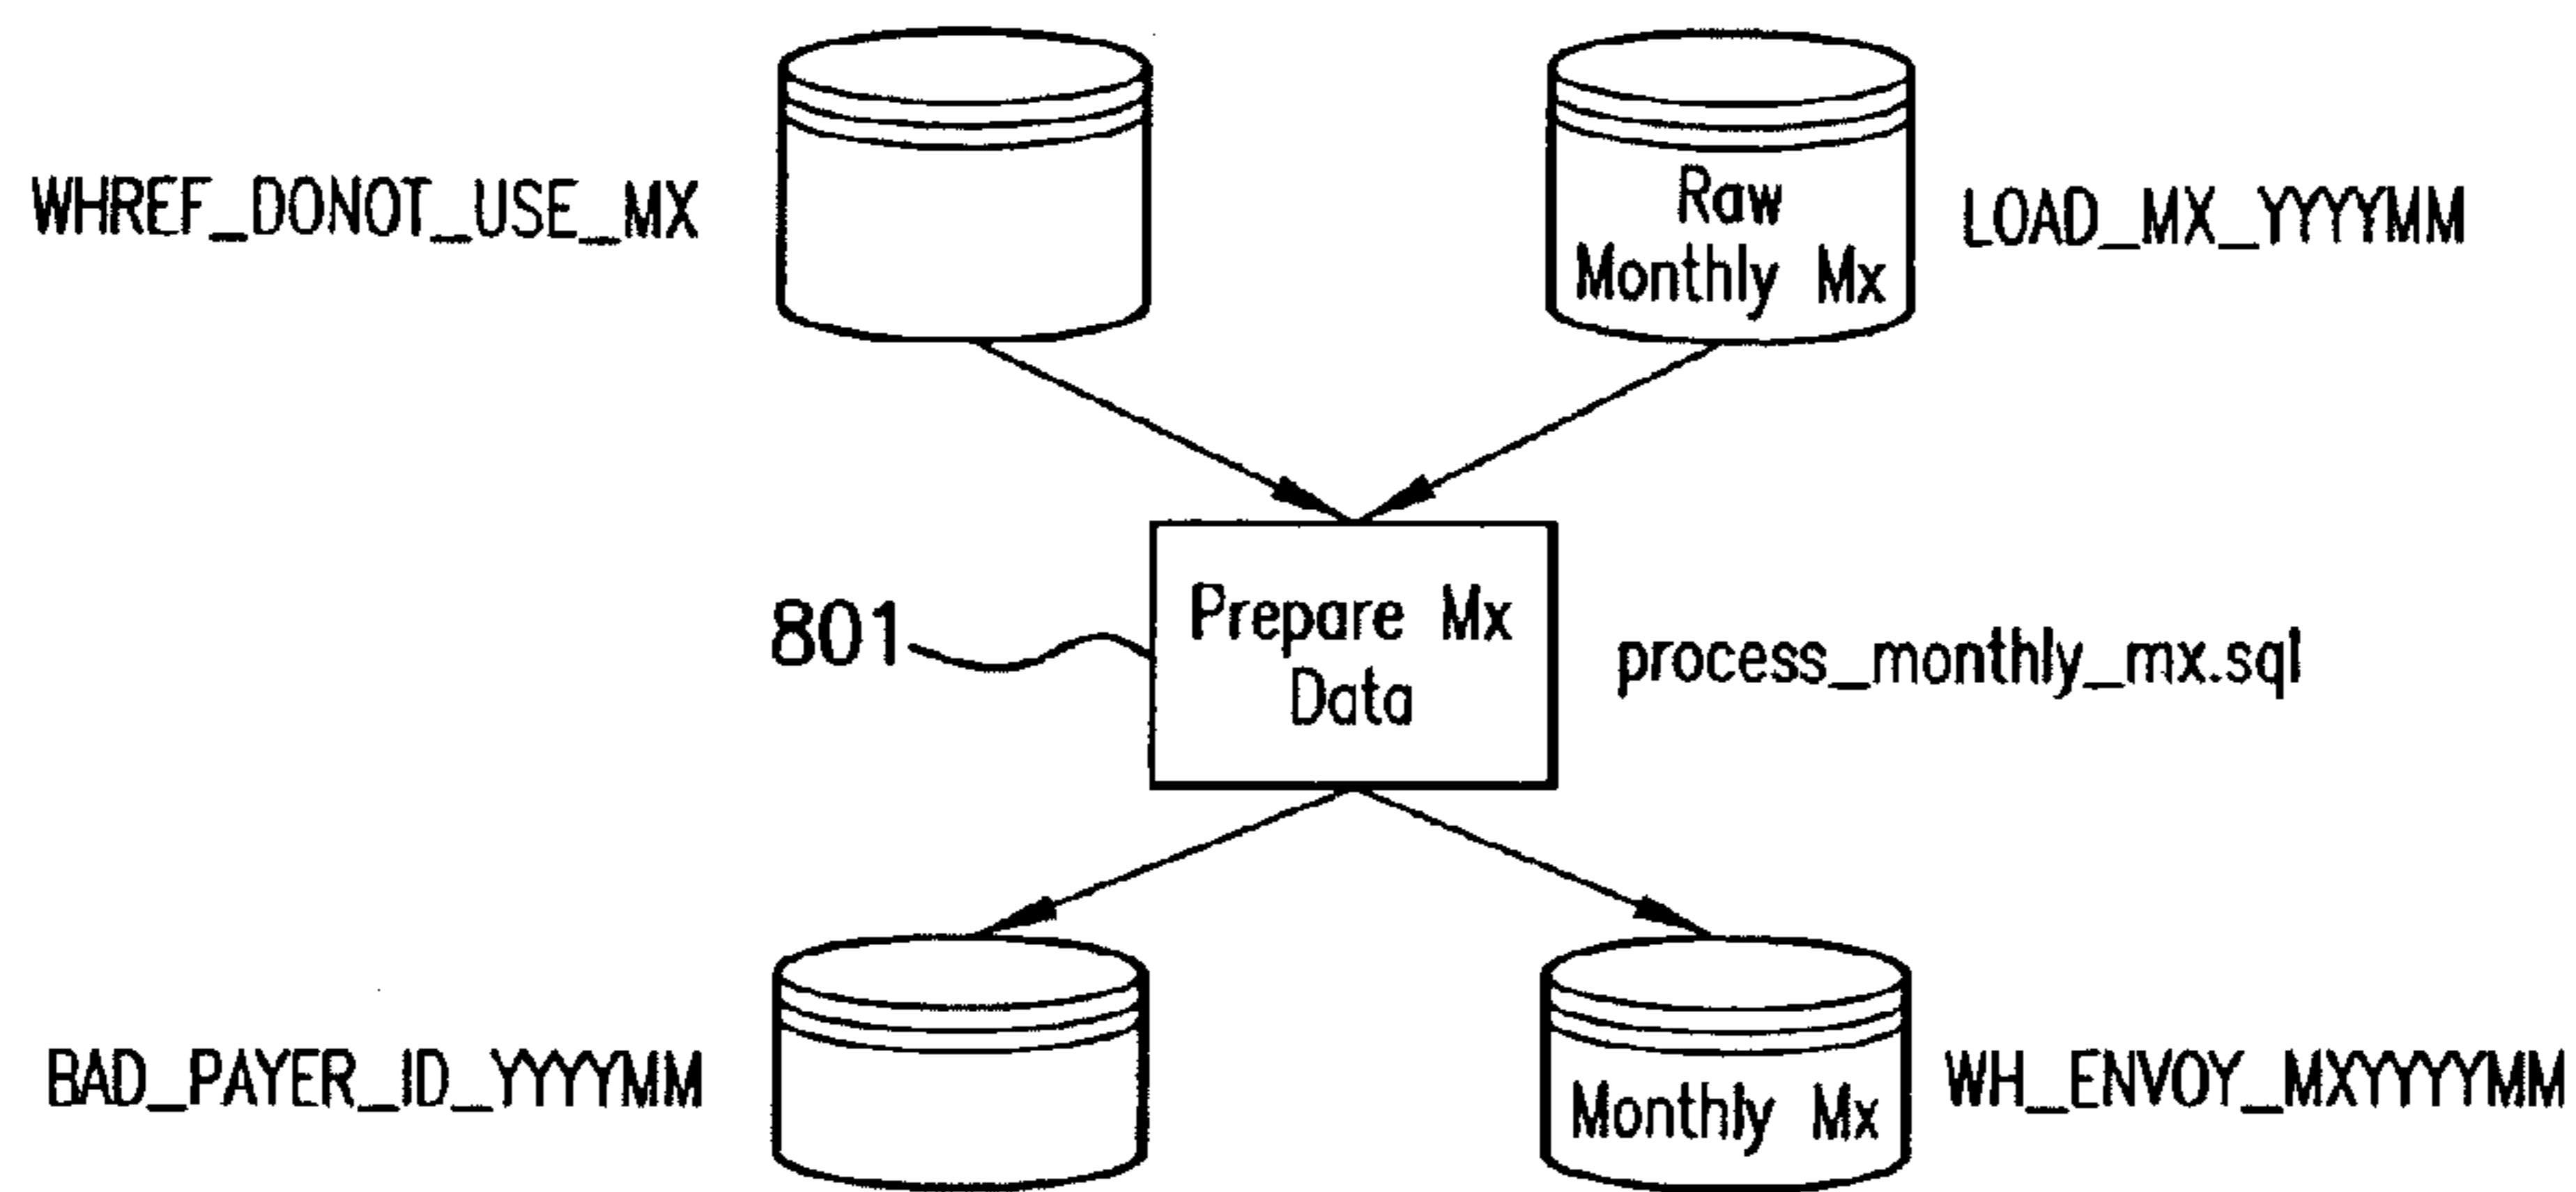 WHREF_DONOT_USE_MX
Raw
Monthly Mx
LOAD_MX_YYYYMM
801
Prepare Mx
Data
process_monthly_mx.sql
BAD_PAYER_ID_YYYYMM
Monthly Mx
WH_ENVOY_MXYYYYMM